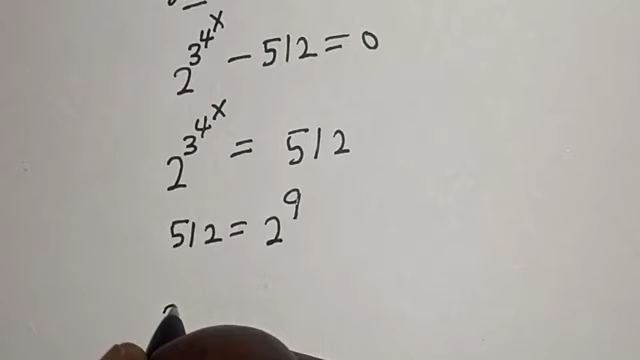 2^{3^{4^x}} - 512 = 0
2^{3^{4^x}} = 512
512 = 2^9